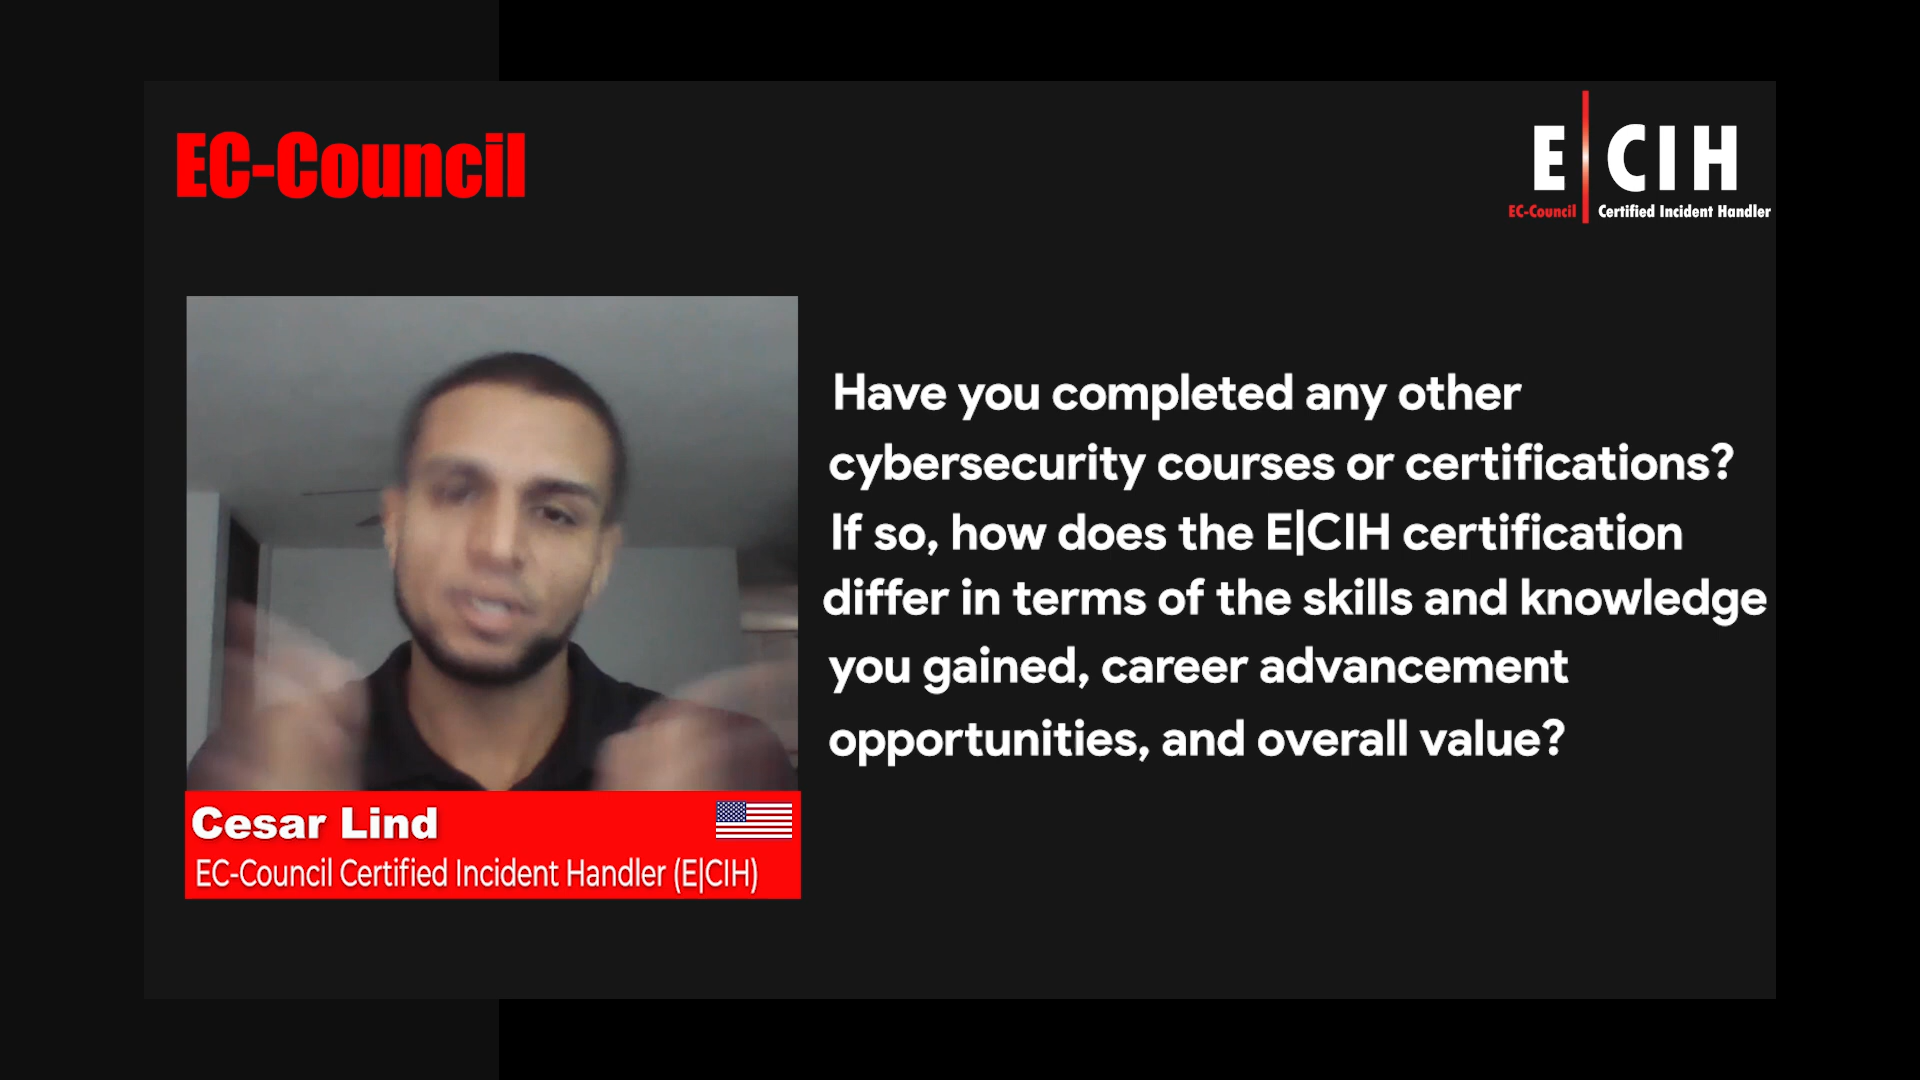 EC-Council
E|CIH
EC-Council Certified Incident Handler
Have you completed any other
cybersecurity courses or certifications?
If so, how does the E|CIH certification
differ in terms of the skills and knowledge
you gained, career advancement
opportunities, and overall value?
Cesar Lind
EC-Council Certified Incident Handler (E|CIH)